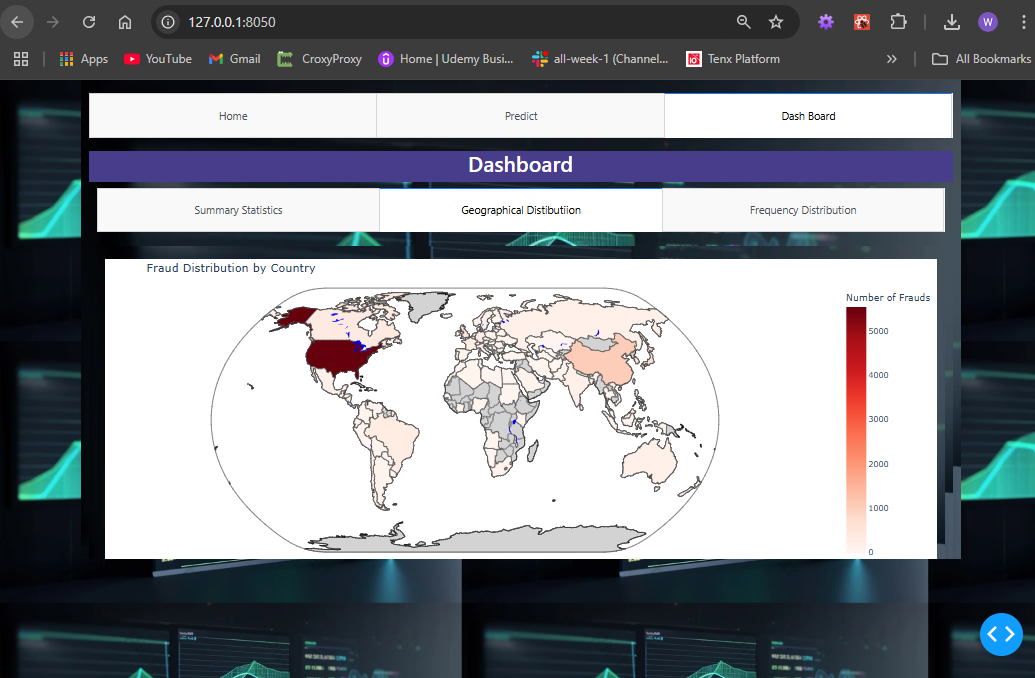 127.0.0.1:8050
W
Apps YouTube Gmail CroxyProxy Home | Udemy Busi... all-week-1 (Channel... Tenx Platform » All Bookmarks
Home Predict Dash Board
Dashboard
Summary Statistics Geographical Distibutiion Frequency Distribution
Fraud Distribution by Country
Number of Frauds
5000
4000
3000
2000
1000
0